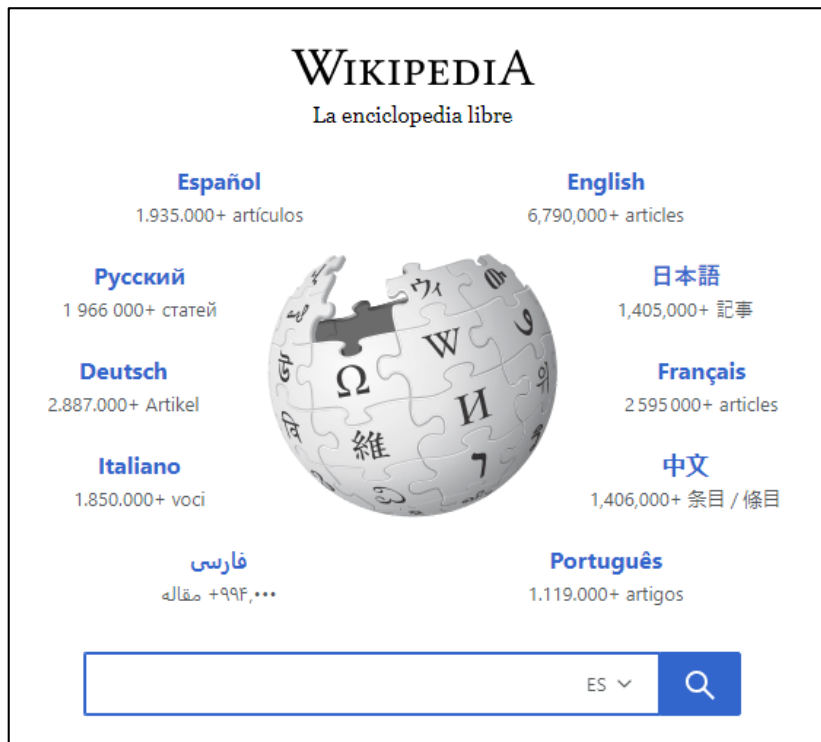 WIKIPEDIA
La enciclopedia libre
Español
1.935.000+ artículos
English
6,790,000+ articles
Русский
1 966 000+ статей
日本語
1,405,000+ 記事
Deutsch
2.887.000+ Artikel
Français
2 595 000+ articles
Italiano
1.850.000+ voci
中文
1,406,000+ 条目 / 條目
فارسی
۹۹۴٬۰۰۰+ مقاله
Português
1.119.000+ artigos
ウィ
W
Ω
И
維
ES